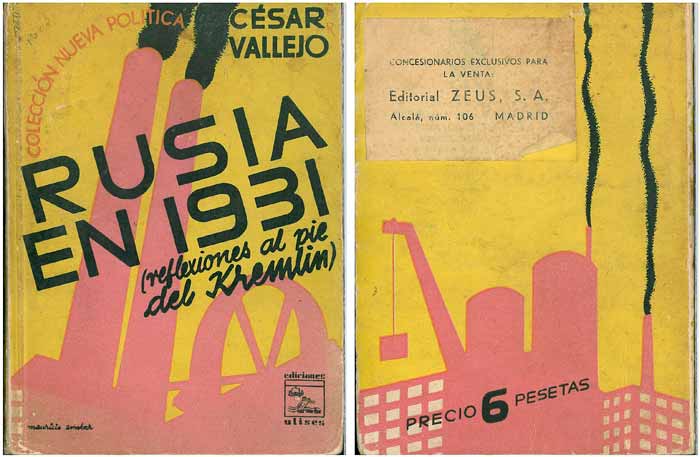 COLECCIÓN NUEVA POLÍTICA
CÉSAR
VALLEJO
RUSIA
EN 1931
(reflexiones al pie
del Kremlin)
ediciones
ulises
CONCESIONARIOS EXCLUSIVOS PARA
LA VENTA:
Editorial ZEUS, S. A.
Alcalá, núm. 106 MADRID
PRECIO 6 PESETAS